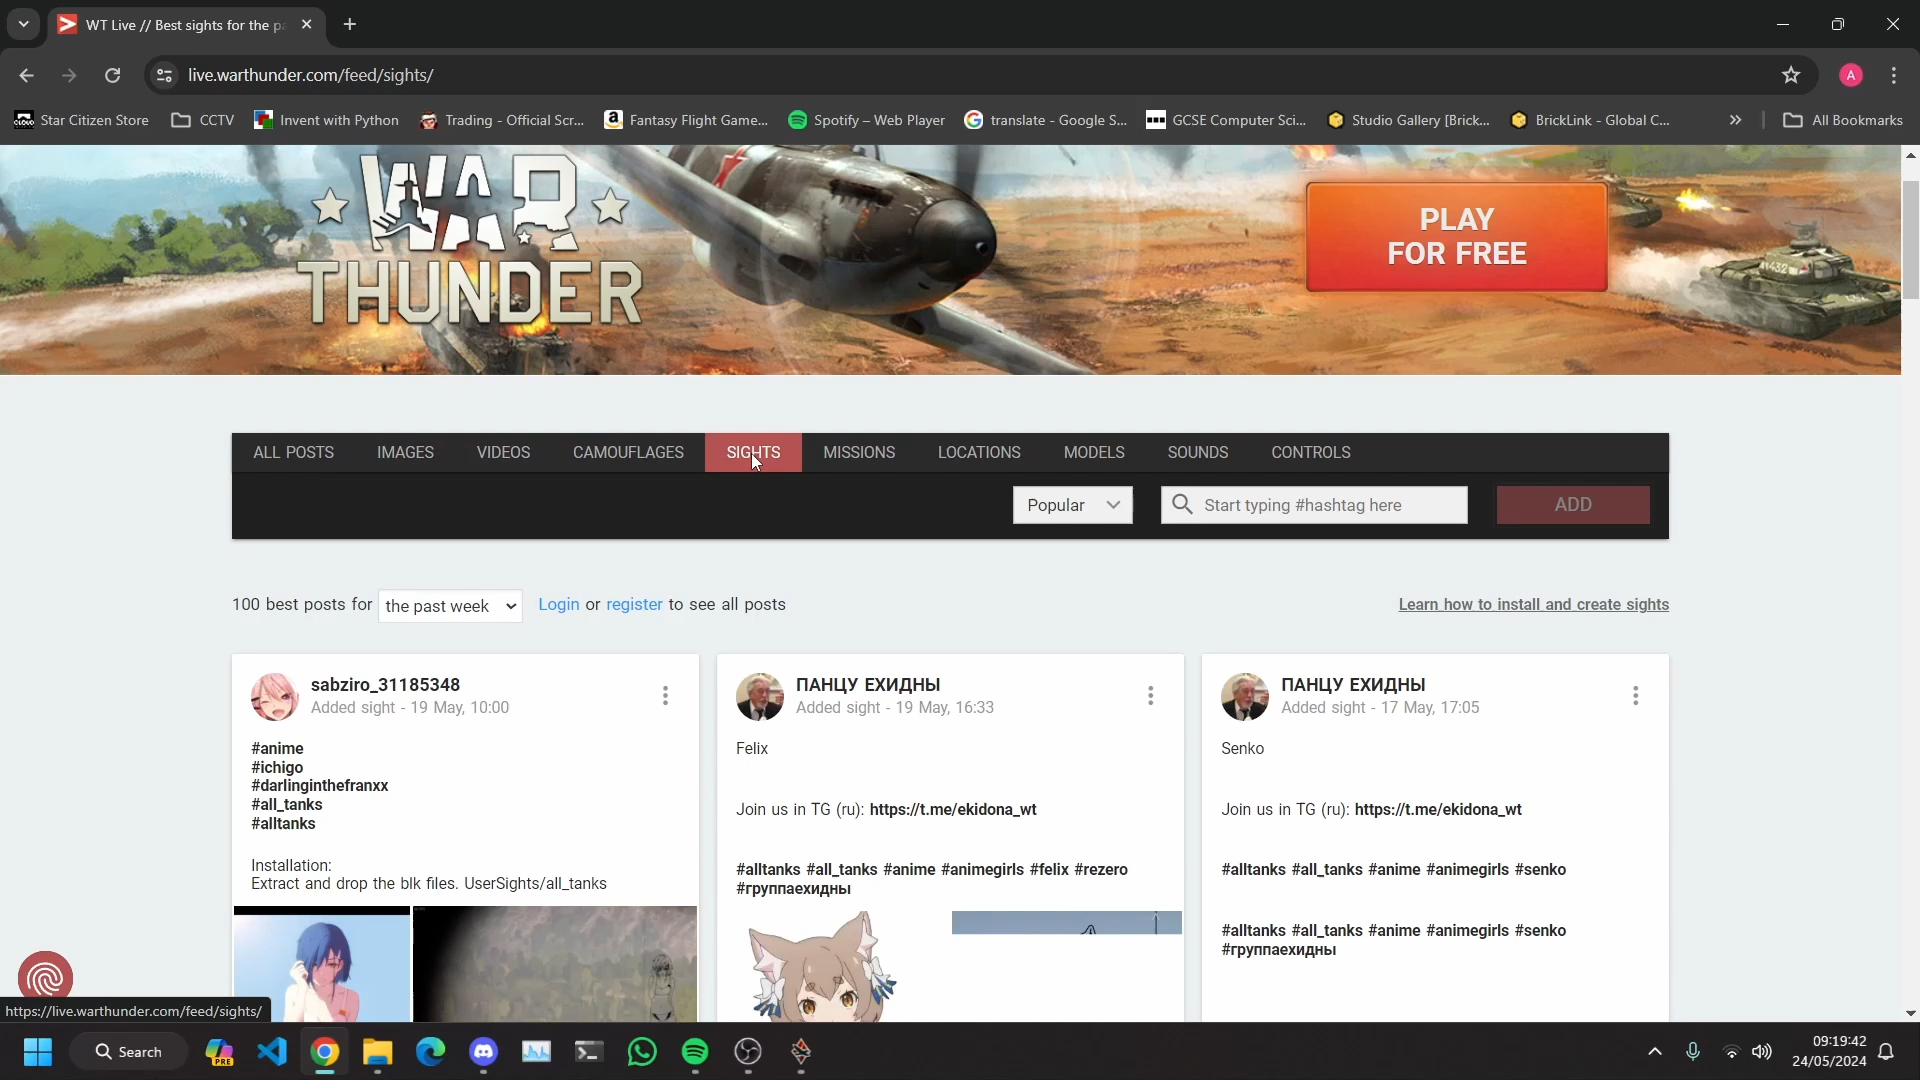 WT Live // Best sights for the pa
live.warthunder.com/feed/sights/
A
Star Citizen Store
CCTV
Invent with Python
Trading - Official Scr...
Fantasy Flight Game...
Spotify – Web Player
translate - Google S...
GCSE Computer Sci...
Studio Gallery [Brick...
BrickLink - Global C...
All Bookmarks
WAR
THUNDER
PLAY
FOR FREE
ALL POSTS
IMAGES
VIDEOS
CAMOUFLAGES
SIGHTS
MISSIONS
LOCATIONS
MODELS
SOUNDS
CONTROLS
Popular
Start typing #hashtag here
ADD
100 best posts for the past week Login or register to see all posts
Learn how to install and create sights
sabziro_31185348
Added sight - 19 May, 10:00
#anime
#ichigo
#darlinginthefranxx
#all_tanks
#alltanks
Installation:
Extract and drop the blk files. UserSights/all_tanks
ПАНЦУ ЕХИДНЫ
Added sight - 19 May, 16:33
Felix
Join us in TG (ru): https://t.me/ekidona_wt
#alltanks #all_tanks #anime #animegirls #felix #rezero
#группаехидны
ПАНЦУ ЕХИДНЫ
Added sight - 17 May, 17:05
Senko
Join us in TG (ru): https://t.me/ekidona_wt
#alltanks #all_tanks #anime #animegirls #senko
#alltanks #all_tanks #anime #animegirls #senko
#группаехидны
https://live.warthunder.com/feed/sights/
Search
PRE
09:19:42
24/05/2024